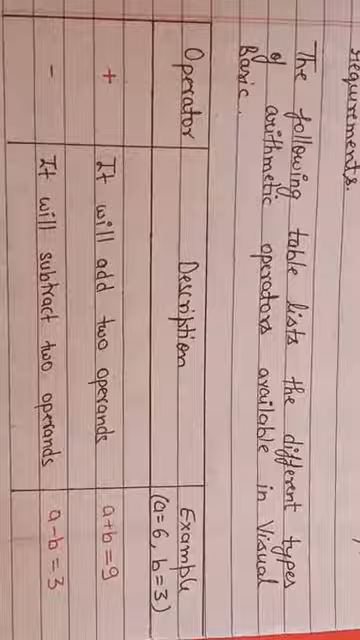 requirements.
The following table lists the different types
of arithmetic operators available in Visual
Basic.
Operator Description Example
(a=6, b=3)
+ It will add two operands a+b=9
- It will subtract two operands a-b=3